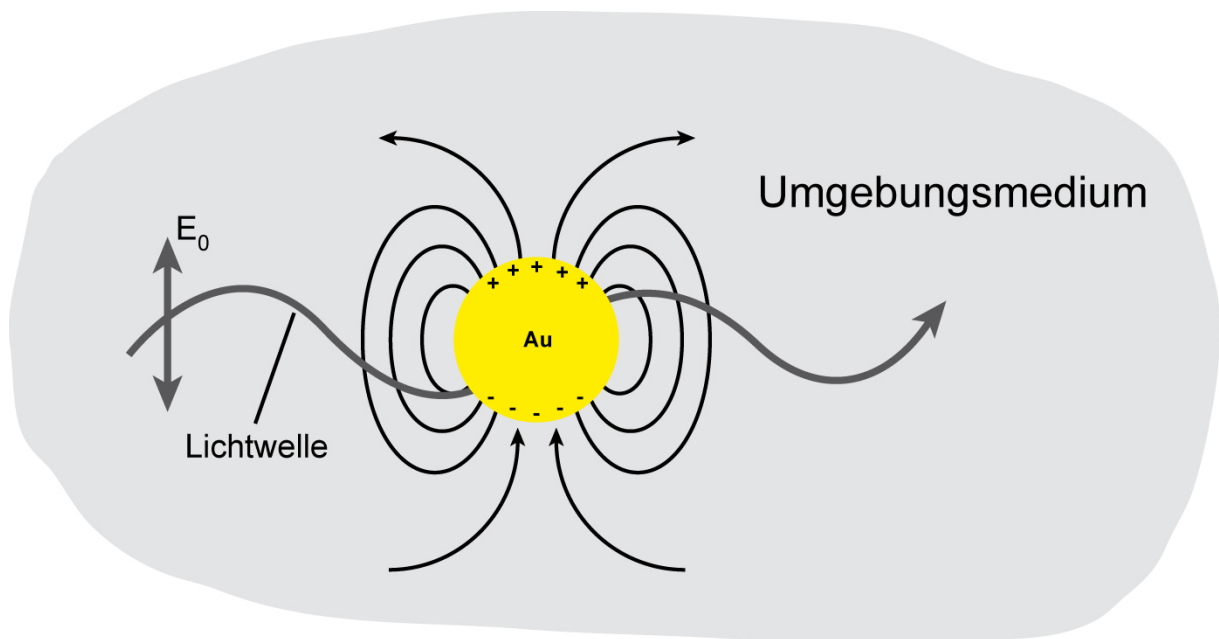 Umgebungsmedium
E₀
+ + + + +
Au
- - - - -
Lichtwelle